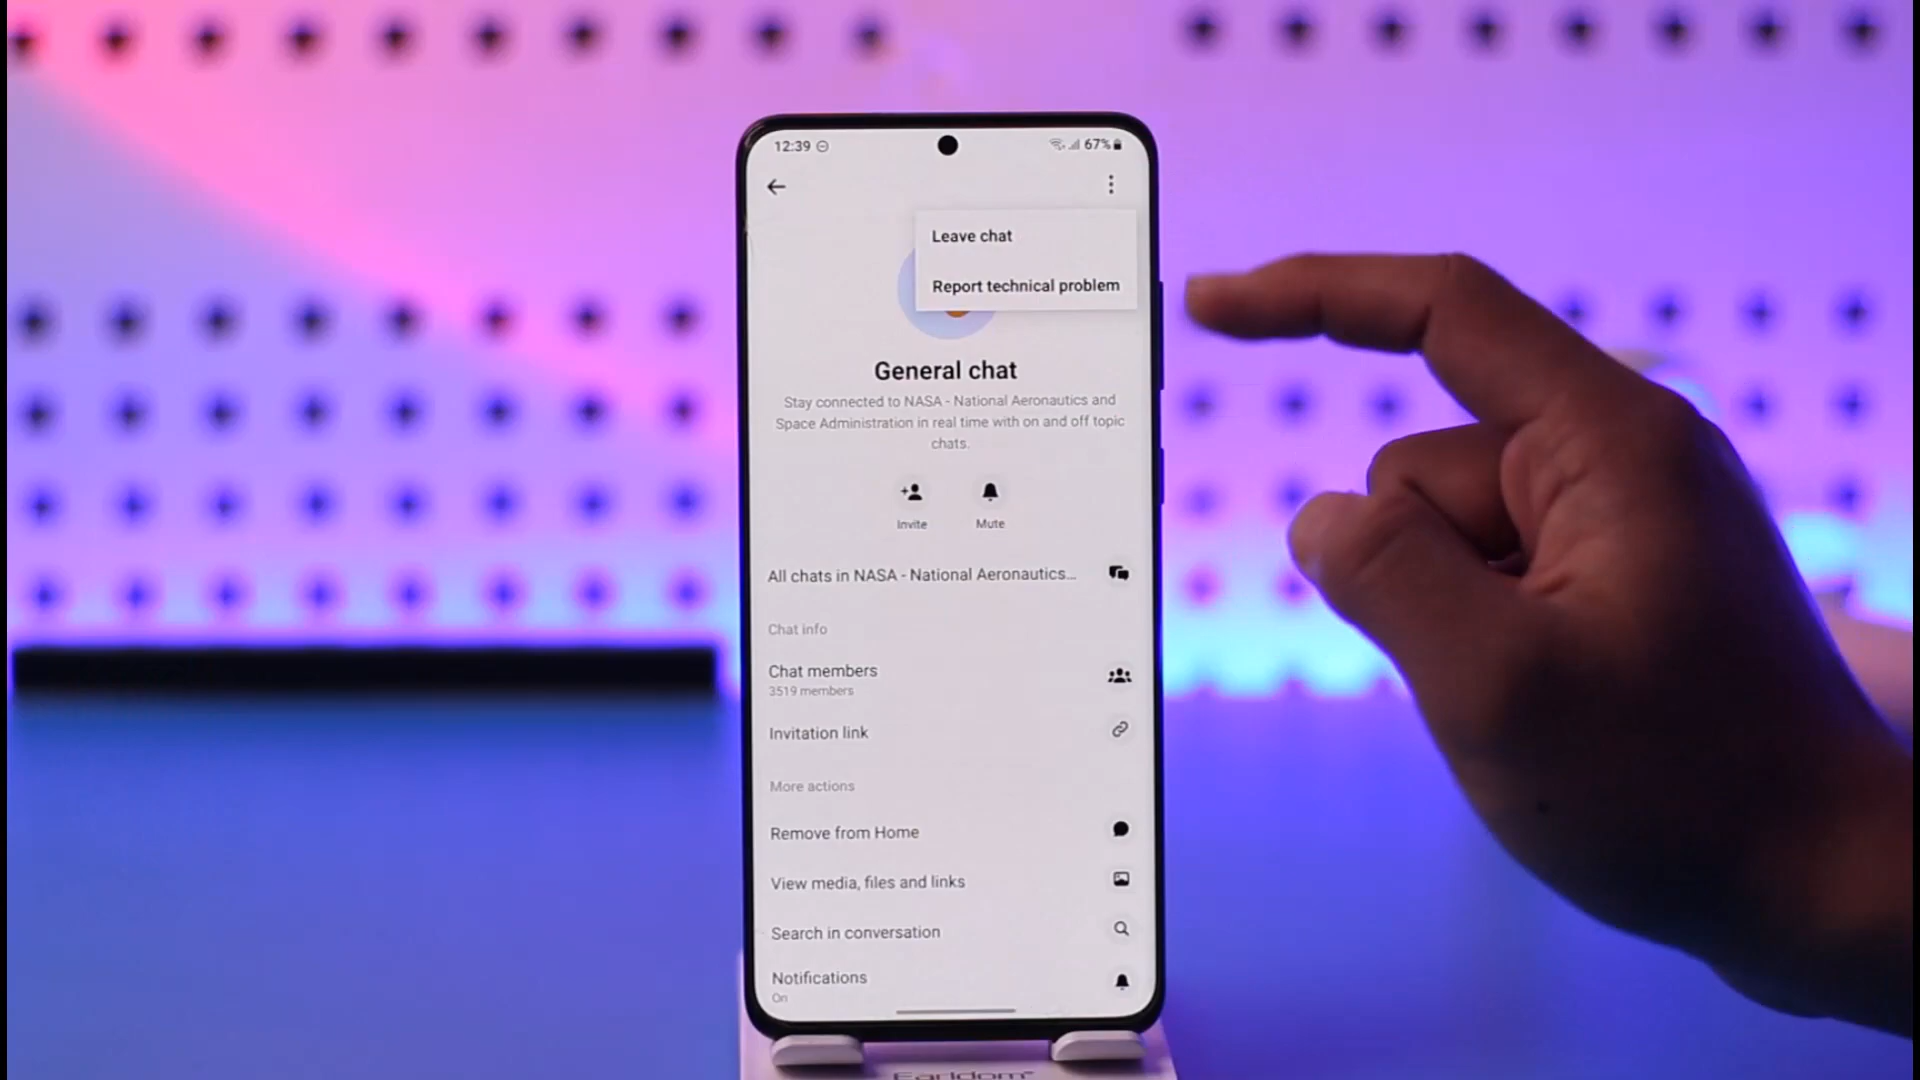 12:39
67%
Leave chat
Report technical problem
General chat
Stay connected to NASA - National Aeronautics and
Space Administration in real time with on and off topic
chats.
Invite
Mute
All chats in NASA - National Aeronautics...
Chat info
Chat members
3519 members
Invitation link
More actions
Remove from Home
View media, files and links
Search in conversation
Notifications
On
Earldom